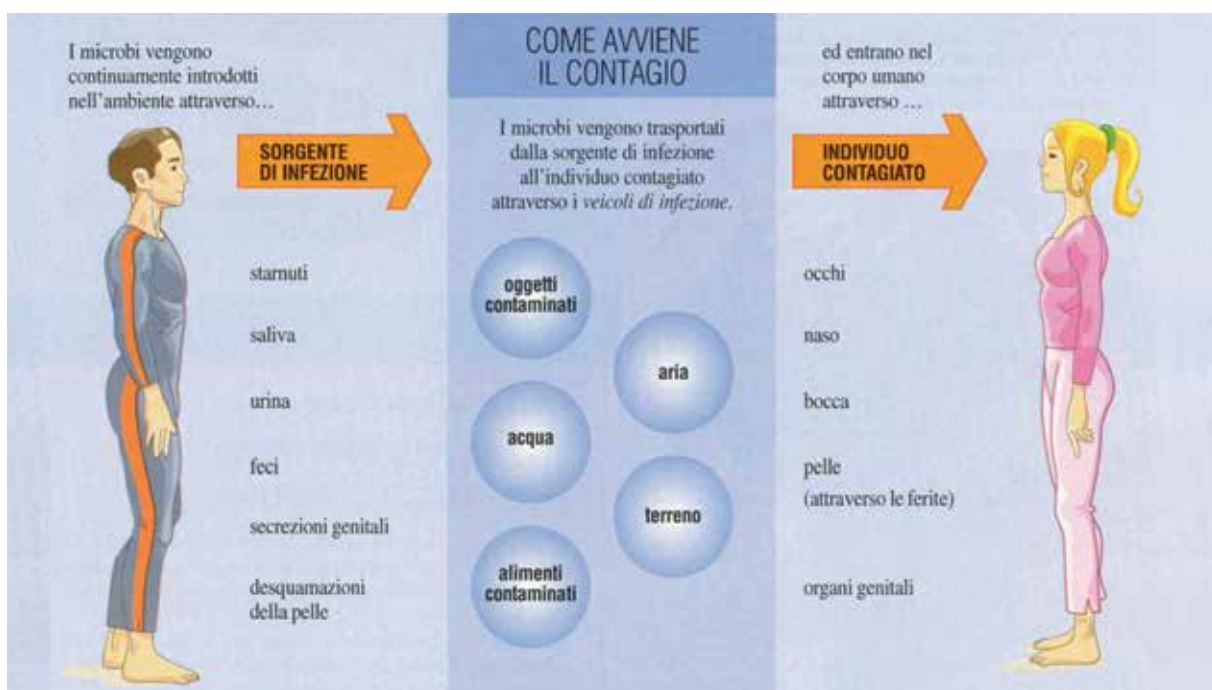 I microbi vengono
continuamente introdotti
nell'ambiente attraverso…
SORGENTE
DI INFEZIONE
starnuti
saliva
urina
feci
secrezioni genitali
desquamazioni
della pelle
COME AVVIENE
IL CONTAGIO
I microbi vengono trasportati
dalla sorgente di infezione
all'individuo contagiato
attraverso i veicoli di infezione.
oggetti
contaminati
aria
acqua
terreno
alimenti
contaminati
ed entrano nel
corpo umano
attraverso …
INDIVIDUO
CONTAGIATO
occhi
naso
bocca
pelle
(attraverso le ferite)
organi genitali